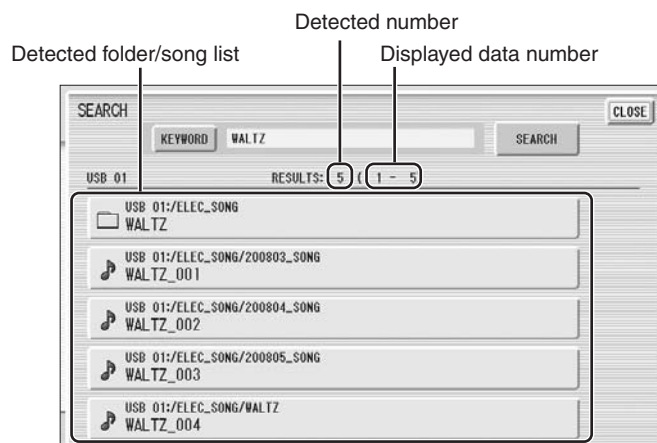 Detected number
Detected folder/song list
Displayed data number
SEARCH
CLOSE
KEYWORD
WALTZ
SEARCH
USB 01
RESULTS: 5 ( 1 - 5
USB 01:/ELEC_SONG
WALTZ
USB 01:/ELEC_SONG/200803_SONG
WALTZ_001
USB 01:/ELEC_SONG/200804_SONG
WALTZ_002
USB 01:/ELEC_SONG/200805_SONG
WALTZ_003
USB 01:/ELEC_SONG/WALTZ
WALTZ_004